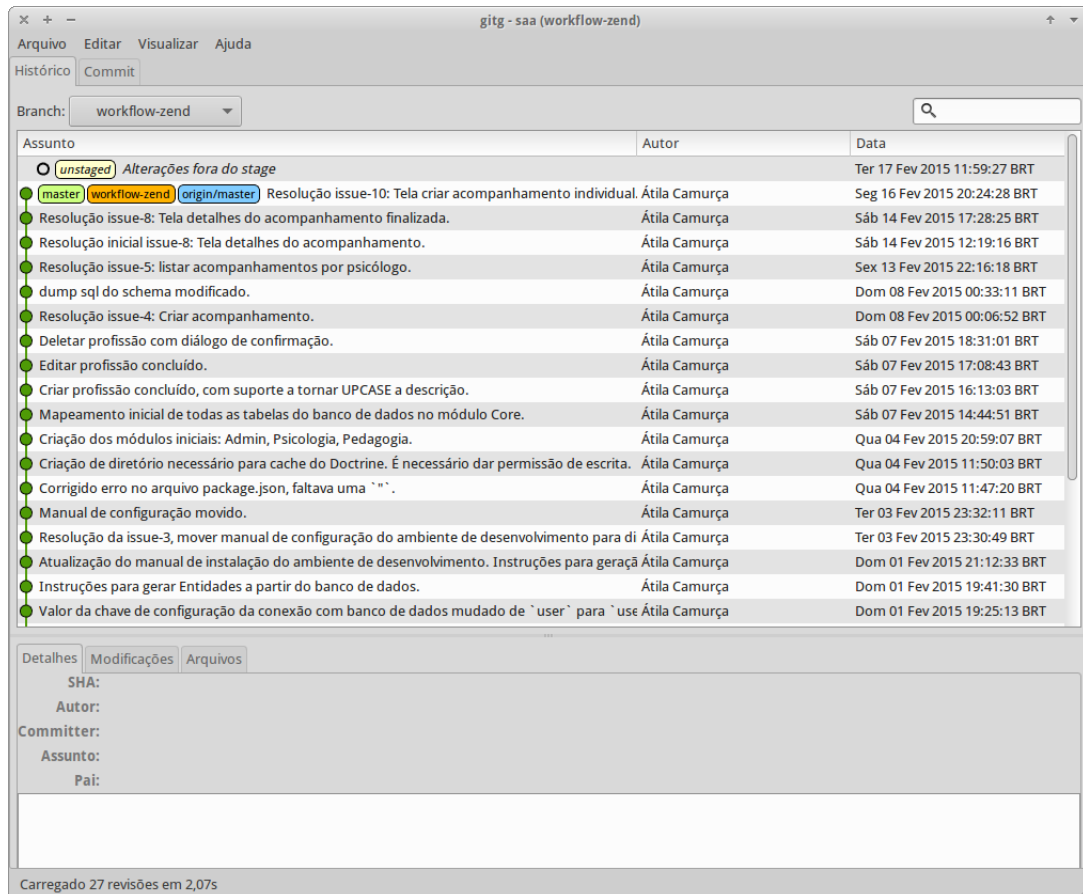 gitg - saa (workflow-zend)
Arquivo Editar Visualizar Ajuda
Histórico Commit
Branch: workflow-zend
Assunto Autor Data
unstaged Alterações fora do stage Ter 17 Fev 2015 11:59:27 BRT
master workflow-zend origin/master Resolução issue-10: Tela criar acompanhamento individual. Átila Camurça Seg 16 Fev 2015 20:24:28 BRT
Resolução issue-8: Tela detalhes do acompanhamento finalizada. Átila Camurça Sáb 14 Fev 2015 17:28:25 BRT
Resolução inicial issue-8: Tela detalhes do acompanhamento. Átila Camurça Sáb 14 Fev 2015 12:19:16 BRT
Resolução issue-5: listar acompanhamentos por psicólogo. Átila Camurça Sex 13 Fev 2015 22:16:18 BRT
dump sql do schema modificado. Átila Camurça Dom 08 Fev 2015 00:33:11 BRT
Resolução issue-4: Criar acompanhamento. Átila Camurça Dom 08 Fev 2015 00:06:52 BRT
Deletar profissão com diálogo de confirmação. Átila Camurça Sáb 07 Fev 2015 18:31:01 BRT
Editar profissão concluído. Átila Camurça Sáb 07 Fev 2015 17:08:43 BRT
Criar profissão concluído, com suporte a tornar UPCASE a descrição. Átila Camurça Sáb 07 Fev 2015 16:13:03 BRT
Mapeamento inicial de todas as tabelas do banco de dados no módulo Core. Átila Camurça Sáb 07 Fev 2015 14:44:51 BRT
Criação dos módulos iniciais: Admin, Psicologia, Pedagogia. Átila Camurça Qua 04 Fev 2015 20:59:07 BRT
Criação de diretório necessário para cache do Doctrine. É necessário dar permissão de escrita. Átila Camurça Qua 04 Fev 2015 11:50:03 BRT
Corrigido erro no arquivo package.json, faltava uma `"`. Átila Camurça Qua 04 Fev 2015 11:47:20 BRT
Manual de configuração movido. Átila Camurça Ter 03 Fev 2015 23:32:11 BRT
Resolução da issue-3, mover manual de configuração do ambiente de desenvolvimento para di Átila Camurça Ter 03 Fev 2015 23:30:49 BRT
Atualização do manual de instalação do ambiente de desenvolvimento. Instruções para geraçã Átila Camurça Dom 01 Fev 2015 21:12:33 BRT
Instruções para gerar Entidades a partir do banco de dados. Átila Camurça Dom 01 Fev 2015 19:41:30 BRT
Valor da chave de configuração da conexão com banco de dados mudado de `user` para `use Átila Camurça Dom 01 Fev 2015 19:25:13 BRT
Detalhes Modificações Arquivos
SHA:
Autor:
Committer:
Assunto:
Pai:
Carregado 27 revisões em 2,07s